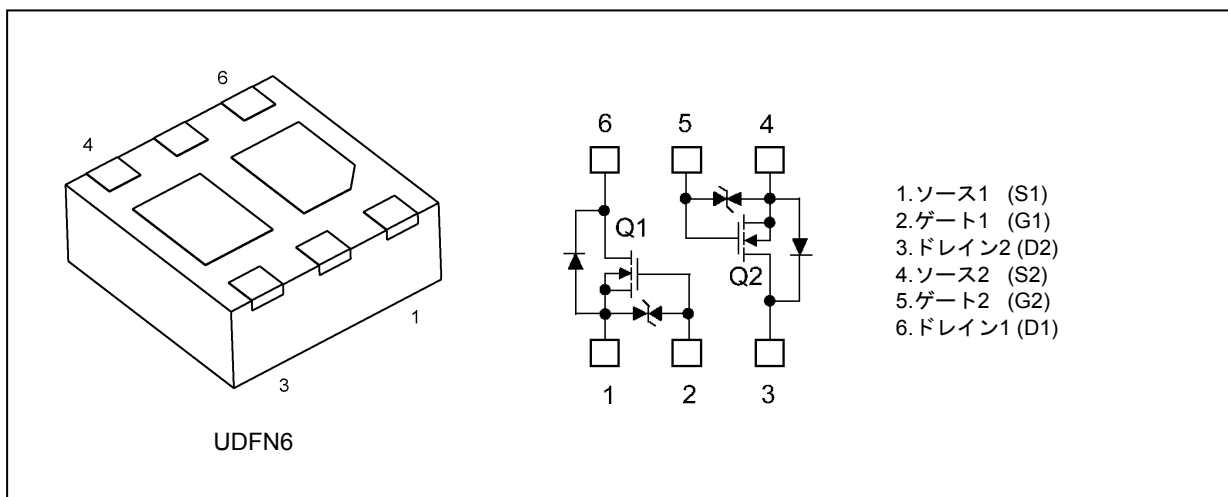 6
4
1
3
UDFN6
6 5 4
Q1
Q2
1 2 3
1.ソース1 (S1)
2.ゲート1 (G1)
3.ドレイン2 (D2)
4.ソース2 (S2)
5.ゲート2 (G2)
6.ドレイン1 (D1)